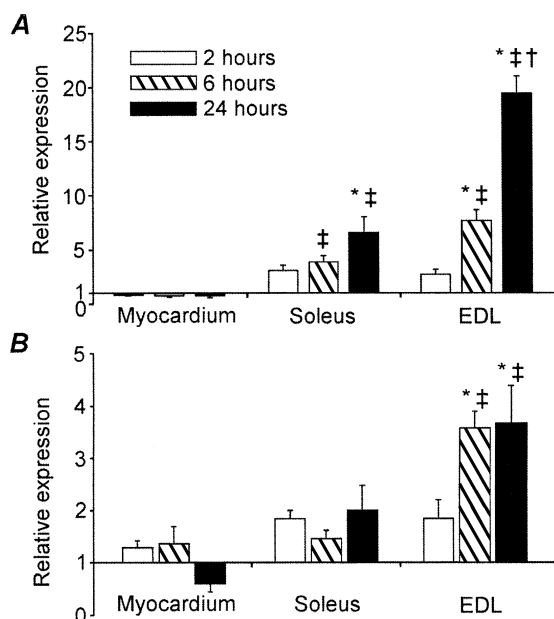 A
Relative expression
25
20
15
10
5
1
0
2 hours
6 hours
24 hours
‡
* ‡
* ‡
* ‡ †
Myocardium Soleus EDL
B
Relative expression
5
4
3
2
1
0
* ‡
* ‡
Myocardium Soleus EDL